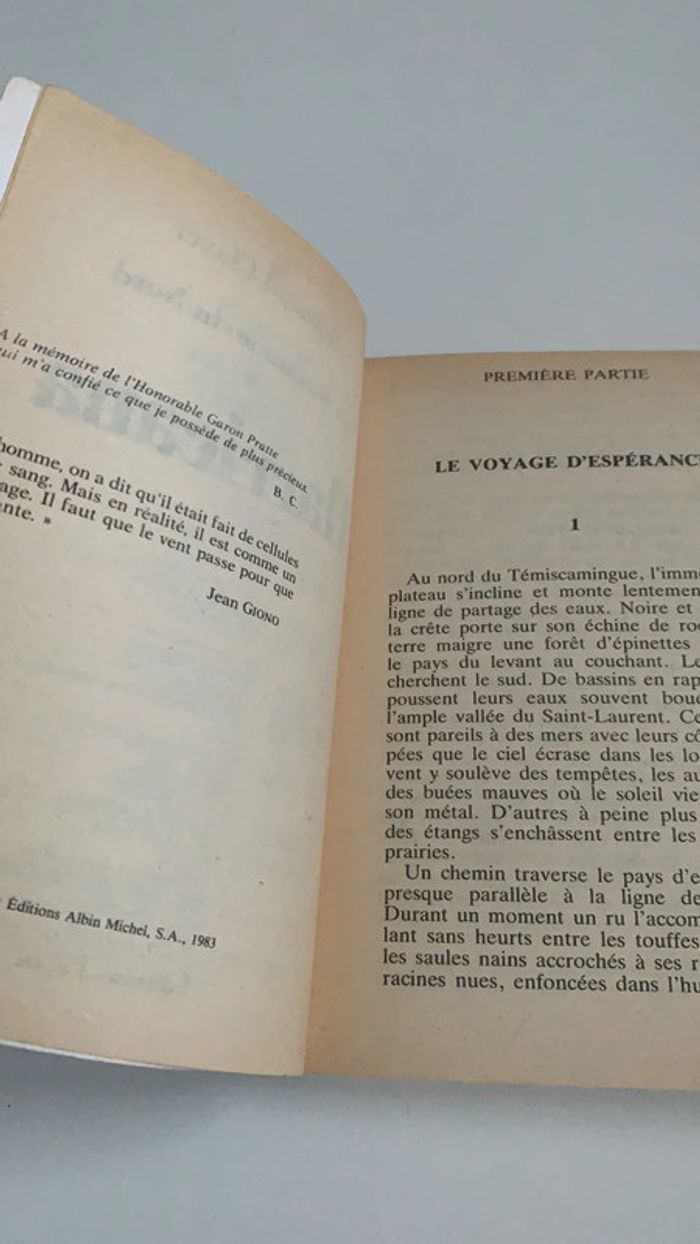 A la mémoire de l'Honorable Garon Pratte
qui m'a confié ce que je possède de plus précieux.
B. C.
homme, on a dit qu'il était fait de cellules
sang. Mais en réalité, il est comme un
Il faut que le vent passe pour que
»
Jean GIONO
Éditions Albin Michel, S.A., 1983
PREMIÈRE PARTIE
LE VOYAGE D'ESPÉRANC
1
Au nord du Témiscamingue, l'imm
plateau s'incline et monte lentemen
ligne de partage des eaux. Noire et
la crête porte sur son échine de ro
terre maigre une forêt d'épinettes
le pays du levant au couchant. Le
cherchent le sud. De bassins en rap
poussent leurs eaux souvent boue
l'ample vallée du Saint-Laurent. Ce
sont pareils à des mers avec leurs cô
pées que le ciel écrase dans les lo
vent y soulève des tempêtes, les au
des buées mauves où le soleil vie
son métal. D'autres à peine plus
des étangs s'enchâssent entre les
prairies.
Un chemin traverse le pays d'e
presque parallèle à la ligne de
Durant un moment un ru l'accom
lant sans heurts entre les touffes
les saules nains accrochés à ses r
racines nues, enfoncées dans l'hu